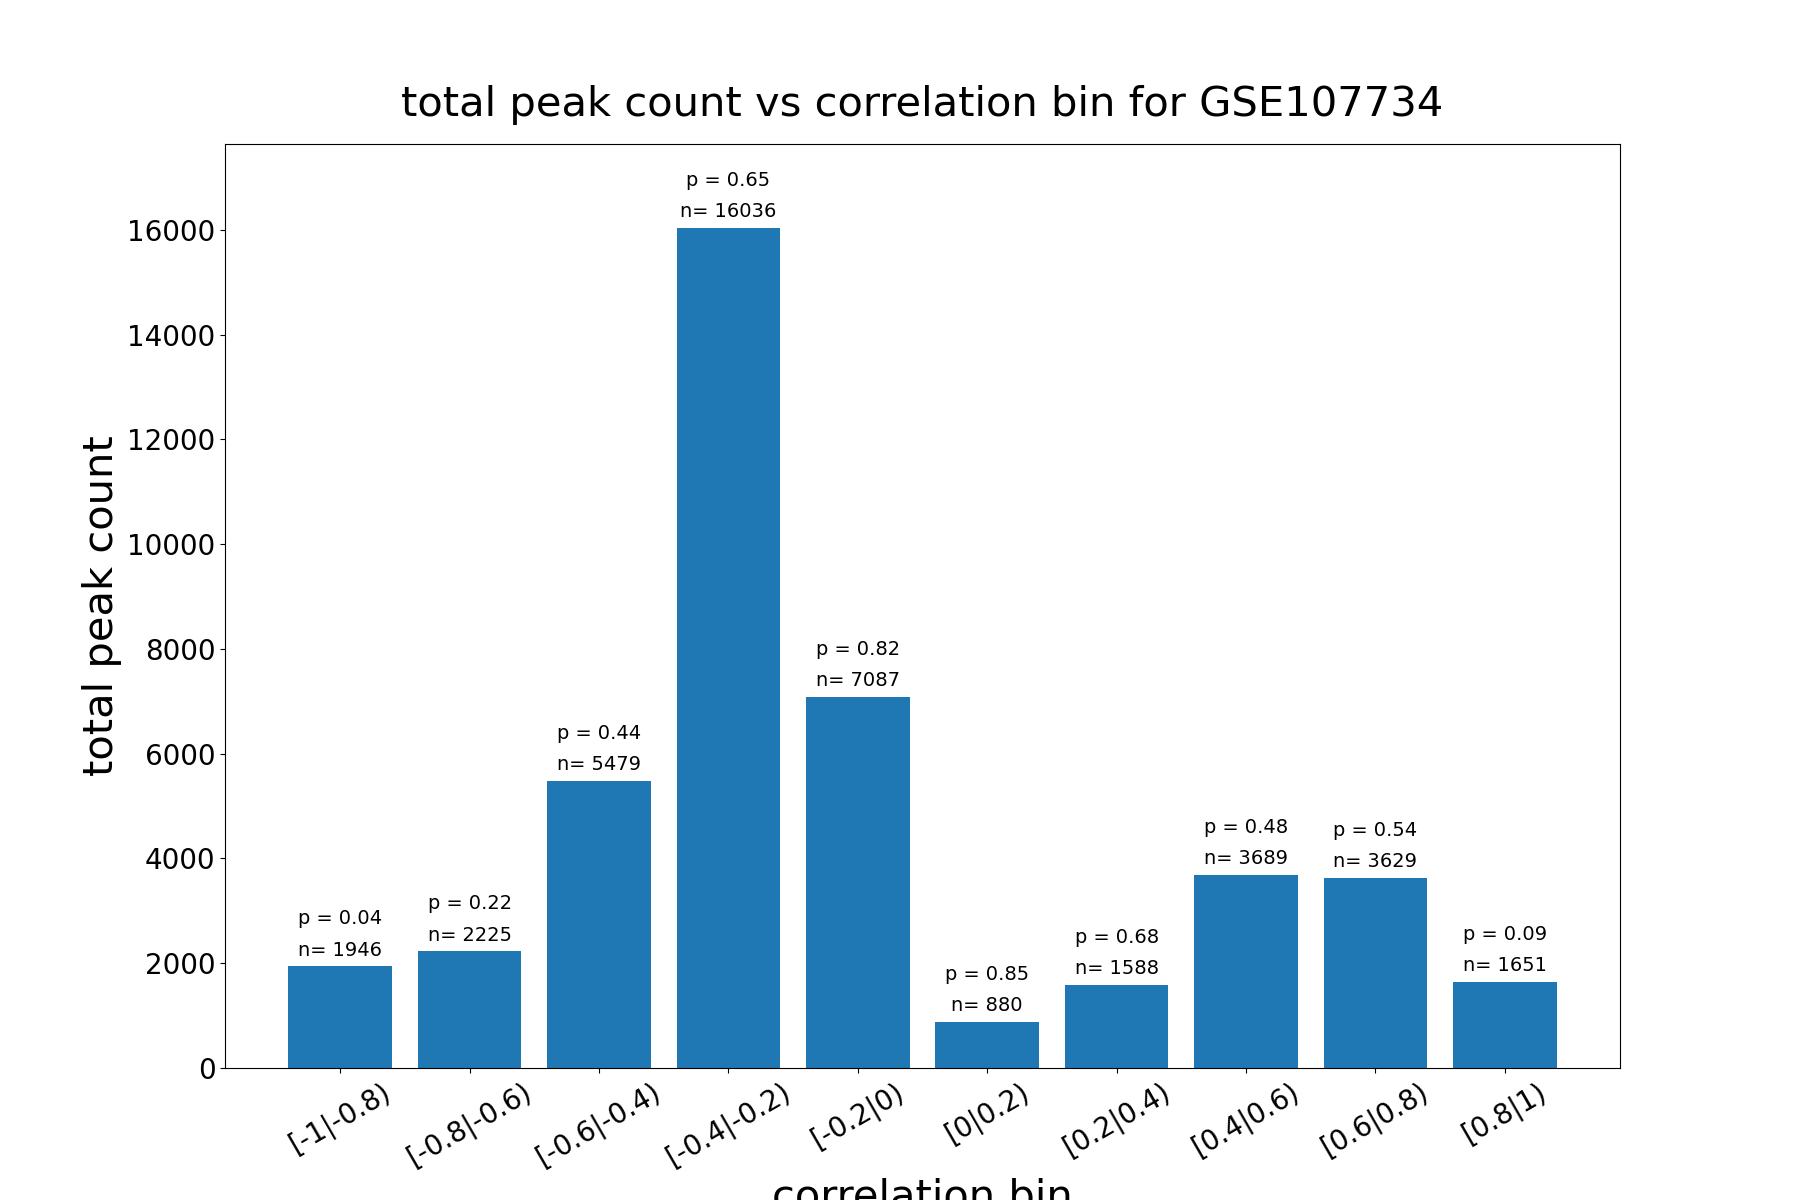 total peak count vs correlation bin for GSE107734
total peak count
16000
14000
12000
10000
8000
6000
4000
2000
0
p = 0.04
n= 1946
p = 0.22
n= 2225
p = 0.44
n= 5479
p = 0.65
n= 16036
p = 0.82
n= 7087
p = 0.85
n= 880
p = 0.68
n= 1588
p = 0.48
n= 3689
p = 0.54
n= 3629
p = 0.09
n= 1651
[-1|-0.8)
[-0.8|-0.6)
[-0.6|-0.4)
[-0.4|-0.2)
[-0.2|0)
[0|0.2)
[0.2|0.4)
[0.4|0.6)
[0.6|0.8)
[0.8|1)
correlation bin